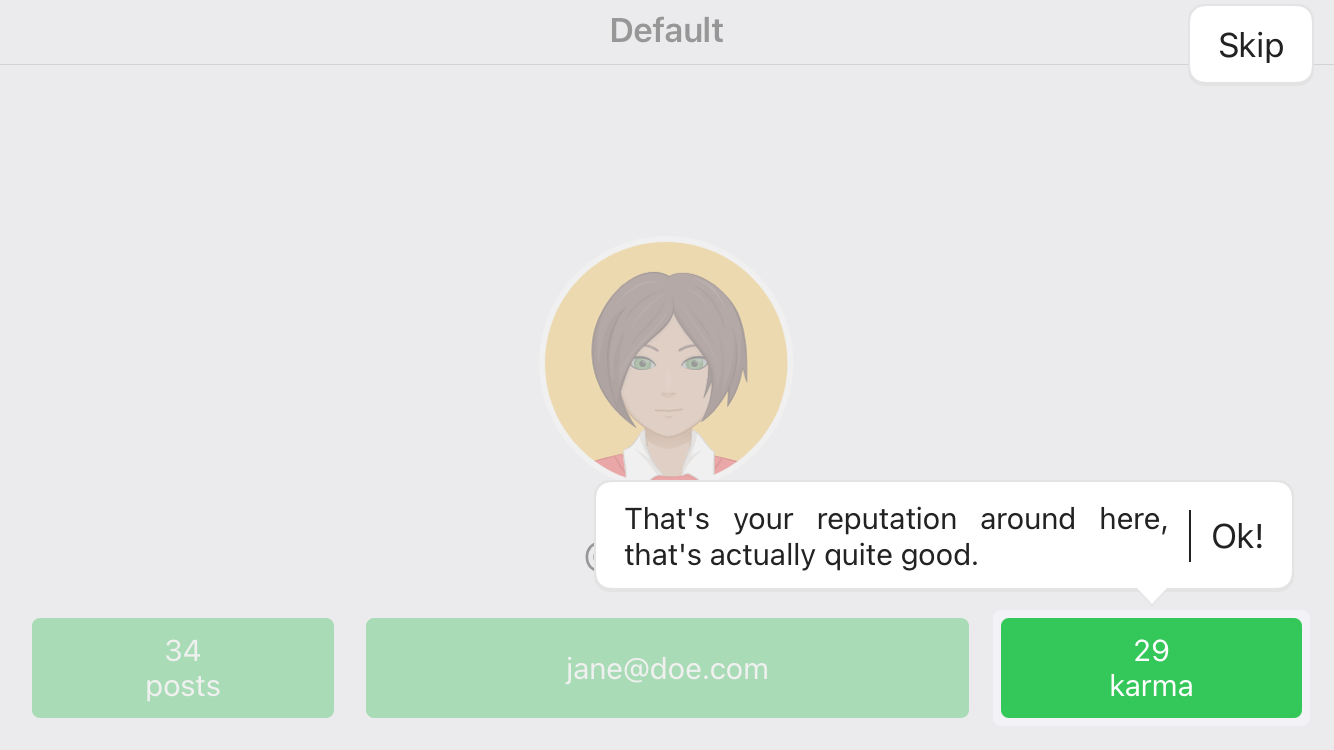 Default
Skip
That's your reputation around here,
that's actually quite good.
Ok!
34
posts
jane@doe.com
29
karma